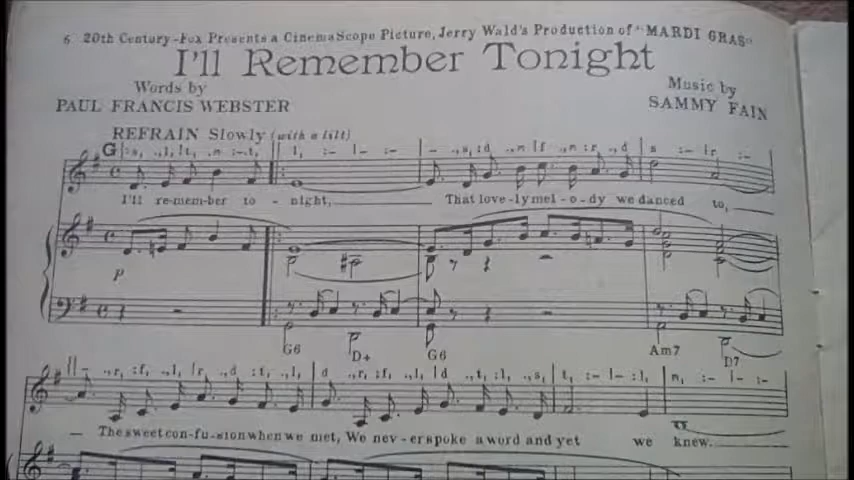 6 20th Century-Fox Presents a CinemaScope Picture, Jerry Wald's Production of "MARDI GRAS"
I'll Remember Tonight
Words by
PAUL FRANCIS WEBSTER
Music by
SAMMY FAIN
REFRAIN Slowly (with a lilt)
I'll re-mem-ber to - night, That love-ly mel-o-dy we danced to,
p
G6 D+ G6 Am7 D7
The sweet con-fu-sion when we met, We nev-er spoke a word and yet we knew.